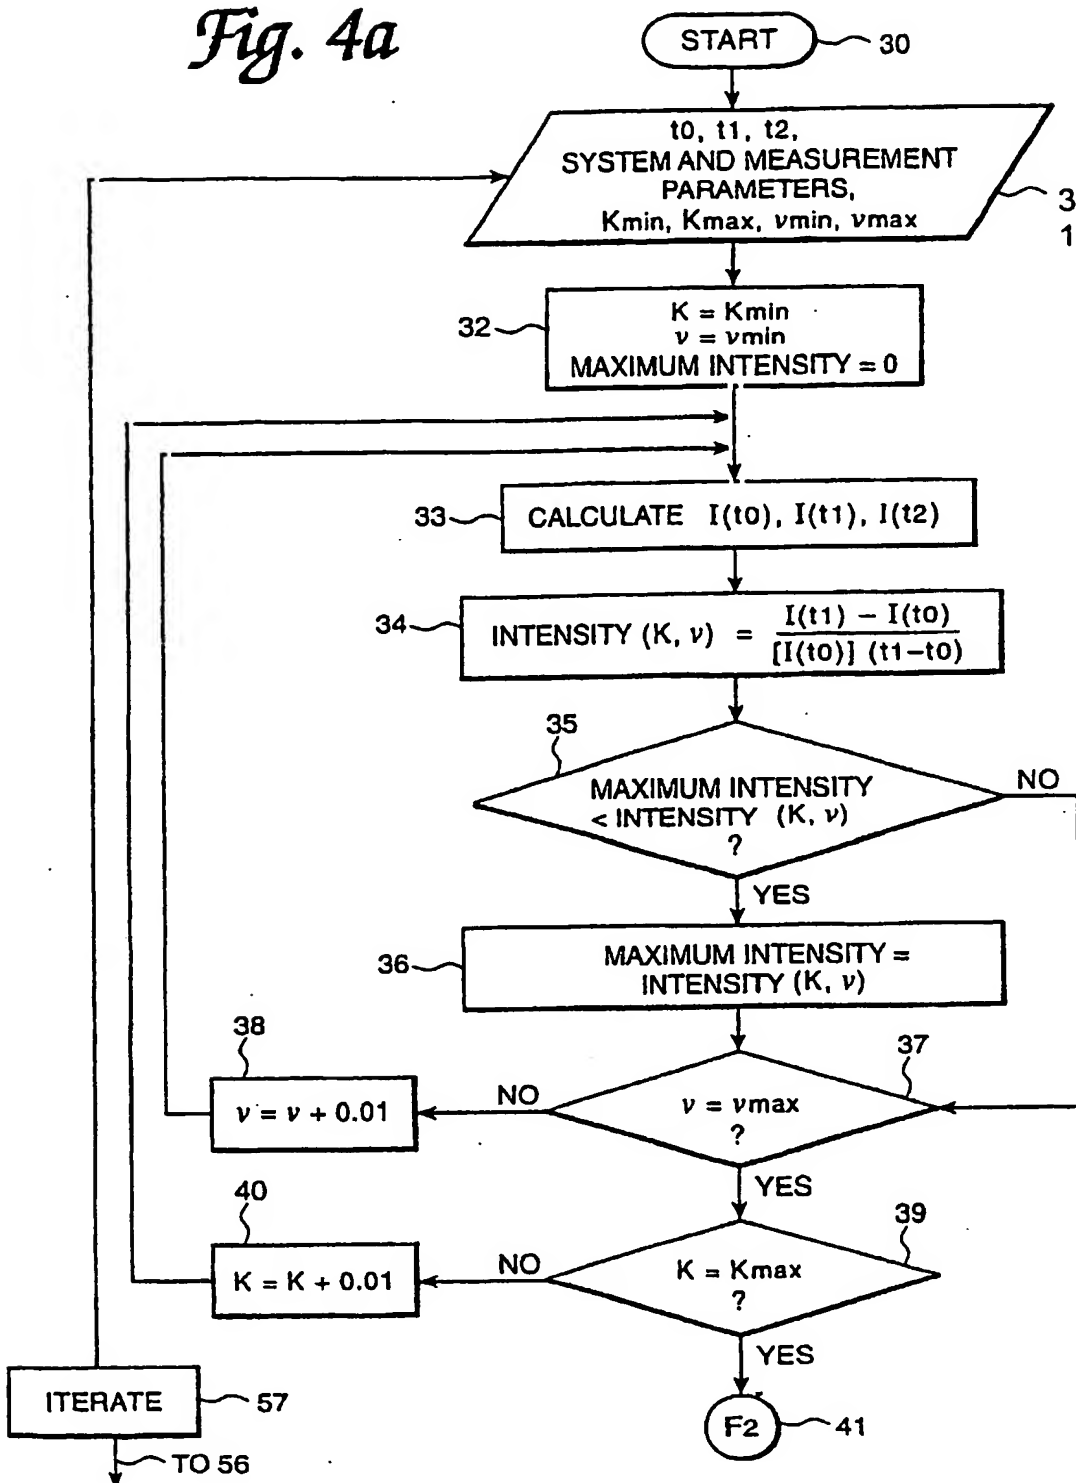 Fig. 4a
START
30
t0, t1, t2,
SYSTEM AND MEASUREMENT
PARAMETERS,
Kmin, Kmax, νmin, νmax
3
1
32
K = Kmin
ν = νmin
MAXIMUM INTENSITY = 0
33
CALCULATE I(t0), I(t1), I(t2)
34
INTENSITY (K, ν) = I(t1) − I(t0)
[I(t0)] (t1−t0)
35
MAXIMUM INTENSITY
< INTENSITY (K, ν)
?
NO
YES
36
MAXIMUM INTENSITY =
INTENSITY (K, ν)
38
ν = ν + 0.01
NO
37
ν = νmax
?
YES
40
K = K + 0.01
NO
39
K = Kmax
?
YES
ITERATE
57
F2
41
TO 56